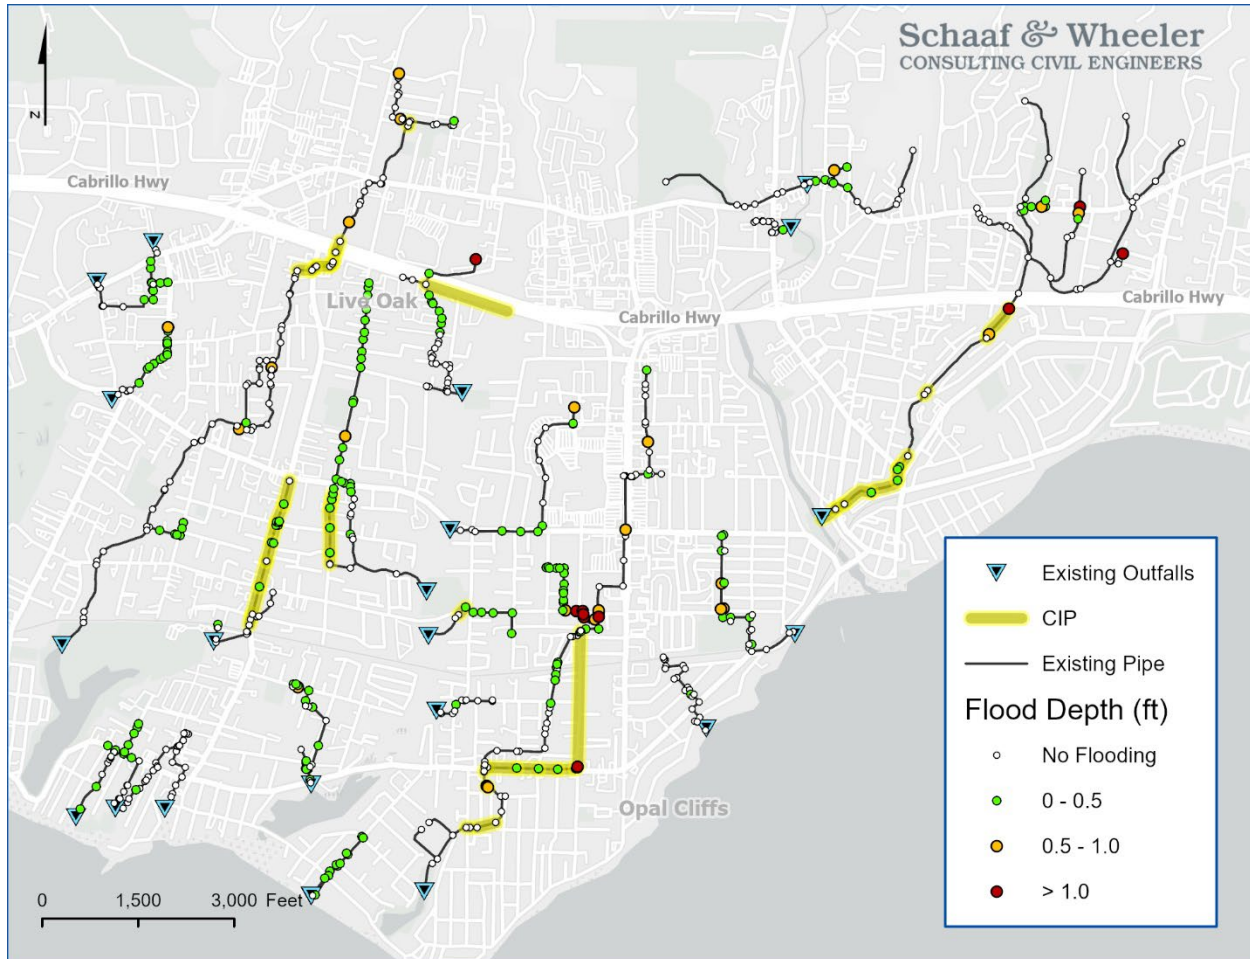 Schaaf & Wheeler
CONSULTING CIVIL ENGINEERS
N
Cabrillo Hwy
Live Oak
Cabrillo Hwy
Cabrillo Hwy
Opal Cliffs
Existing Outfalls
CIP
Existing Pipe
Flood Depth (ft)
No Flooding
0 - 0.5
0.5 - 1.0
> 1.0
0 1,500 3,000 Feet